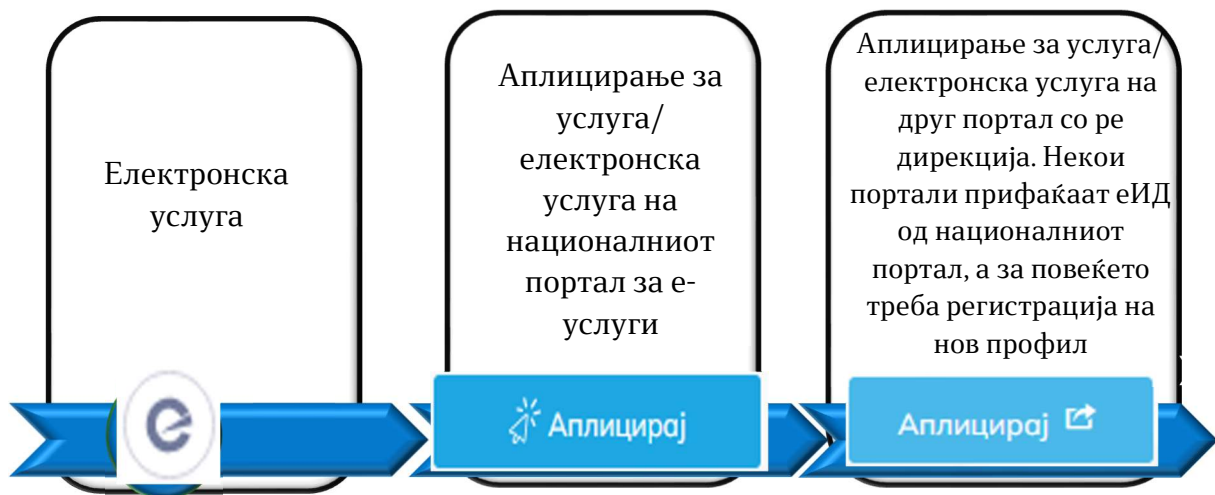 Електронска
услуга
Аплицирање за
услуга/
електронска
услуга на
националниот
портал за е-
услуги
Аплицирај
Аплицирање за услуга/
електронска услуга на
друг портал со ре
дирекција. Некои
портали прифаќаат еИД
од националниот
портал, а за повеќето
треба регистрација на
нов профил
Аплицирај